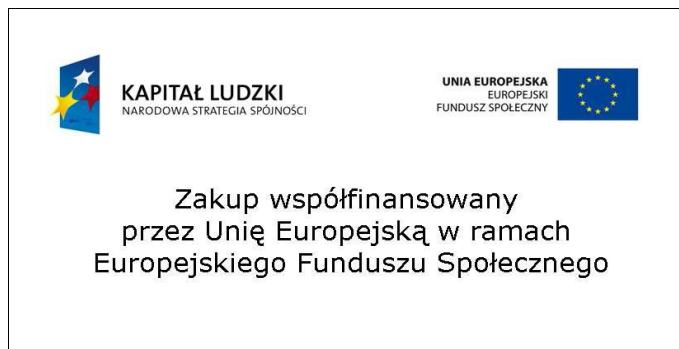 KAPITAŁ LUDZKI
NARODOWA STRATEGIA SPÓJNOŚCI
UNIA EUROPEJSKA
EUROPEJSKI
FUNDUSZ SPOŁECZNY
Zakup współfinansowany
przez Unię Europejską w ramach
Europejskiego Funduszu Społecznego